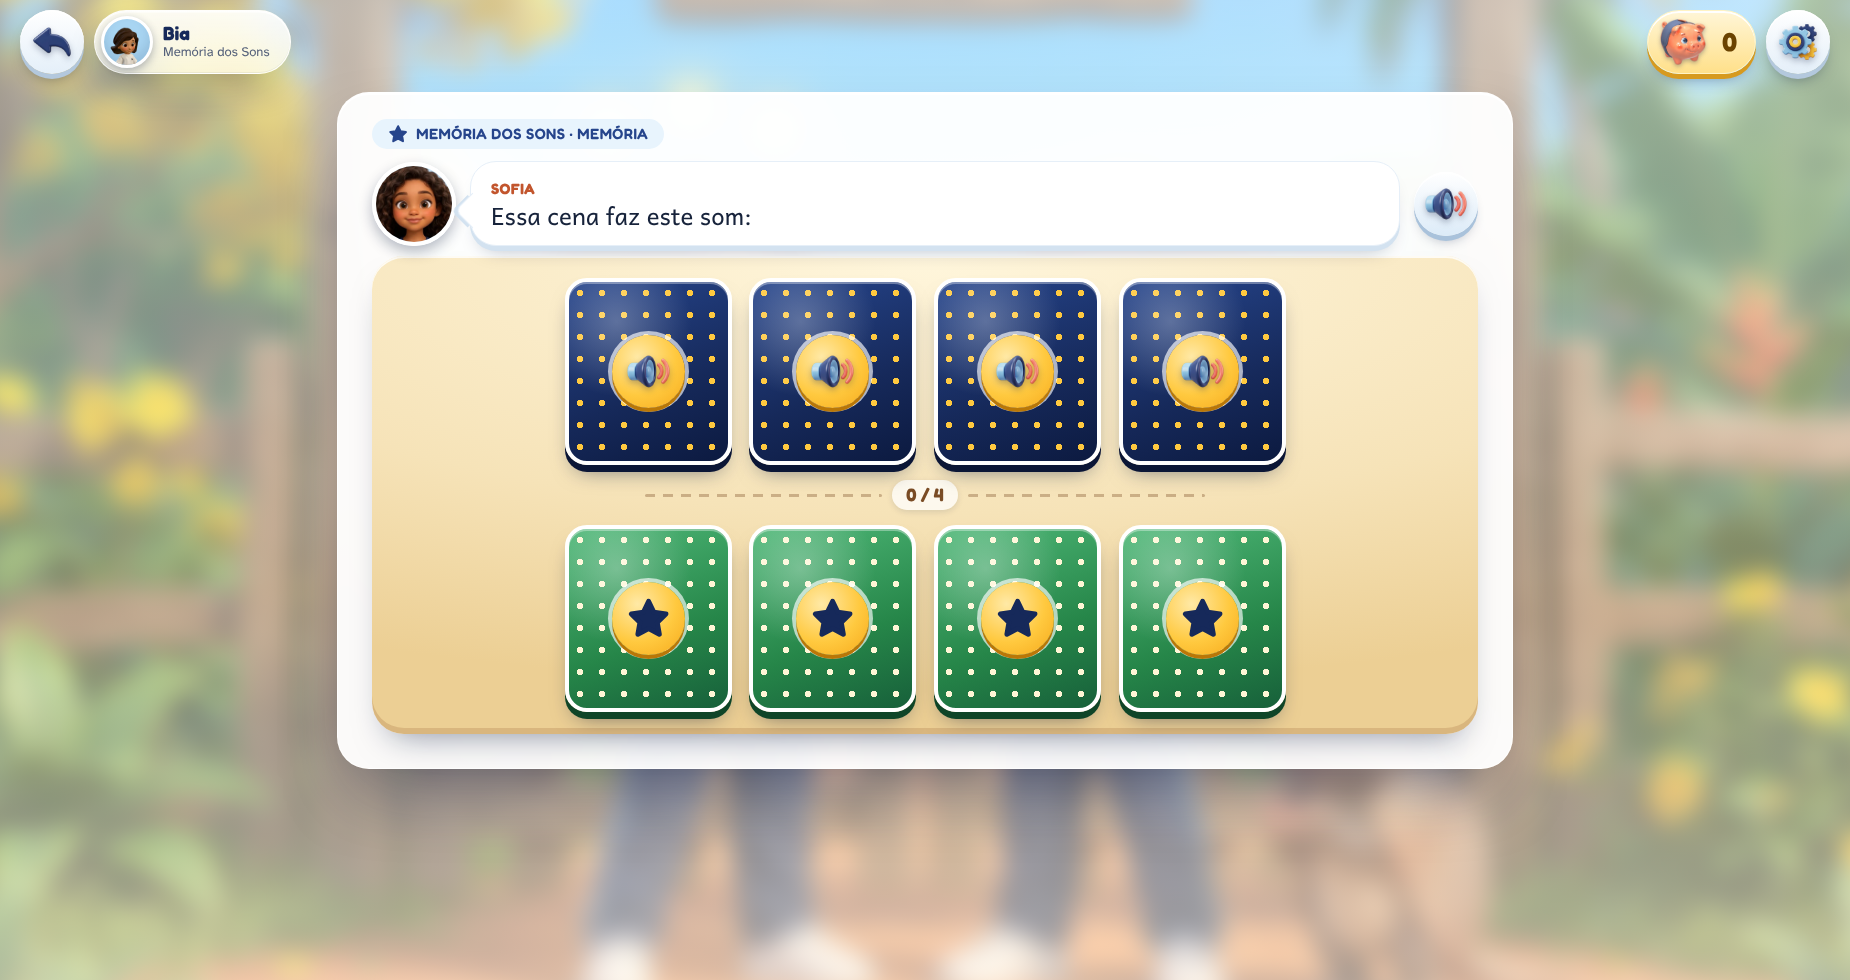 Bia
Memória dos Sons
0
MEMÓRIA DOS SONS · MEMÓRIA
SOFIA
Essa cena faz este som:
0 / 4